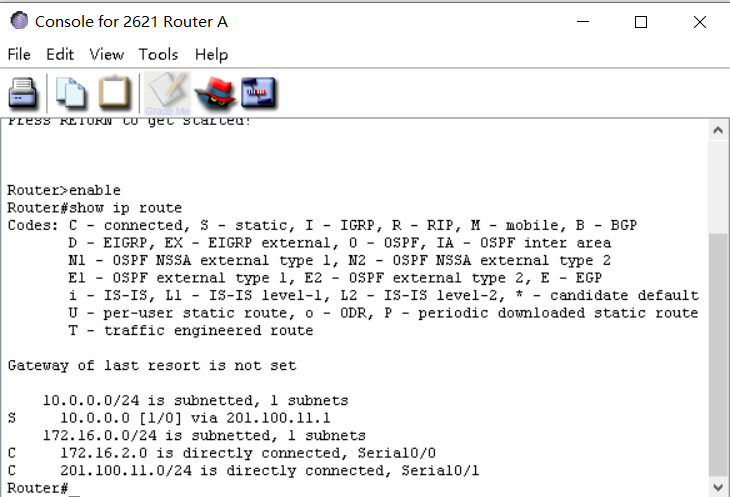 Console for 2621 Router A
File Edit View Tools Help
Grade Me
Press RETURN to get started!
Router>enable
Router#show ip route
Codes: C - connected, S - static, I - IGRP, R - RIP, M - mobile, B - BGP
       D - EIGRP, EX - EIGRP external, O - OSPF, IA - OSPF inter area
       N1 - OSPF NSSA external type 1, N2 - OSPF NSSA external type 2
       E1 - OSPF external type 1, E2 - OSPF external type 2, E - EGP
       i - IS-IS, L1 - IS-IS level-1, L2 - IS-IS level-2, * - candidate default
       U - per-user static route, o - ODR, P - periodic downloaded static route
       T - traffic engineered route
Gateway of last resort is not set
    10.0.0.0/24 is subnetted, 1 subnets
S     10.0.0.0 [1/0] via 201.100.11.1
    172.16.0.0/24 is subnetted, 1 subnets
C     172.16.2.0 is directly connected, Serial0/0
C     201.100.11.0/24 is directly connected, Serial0/1
Router#_